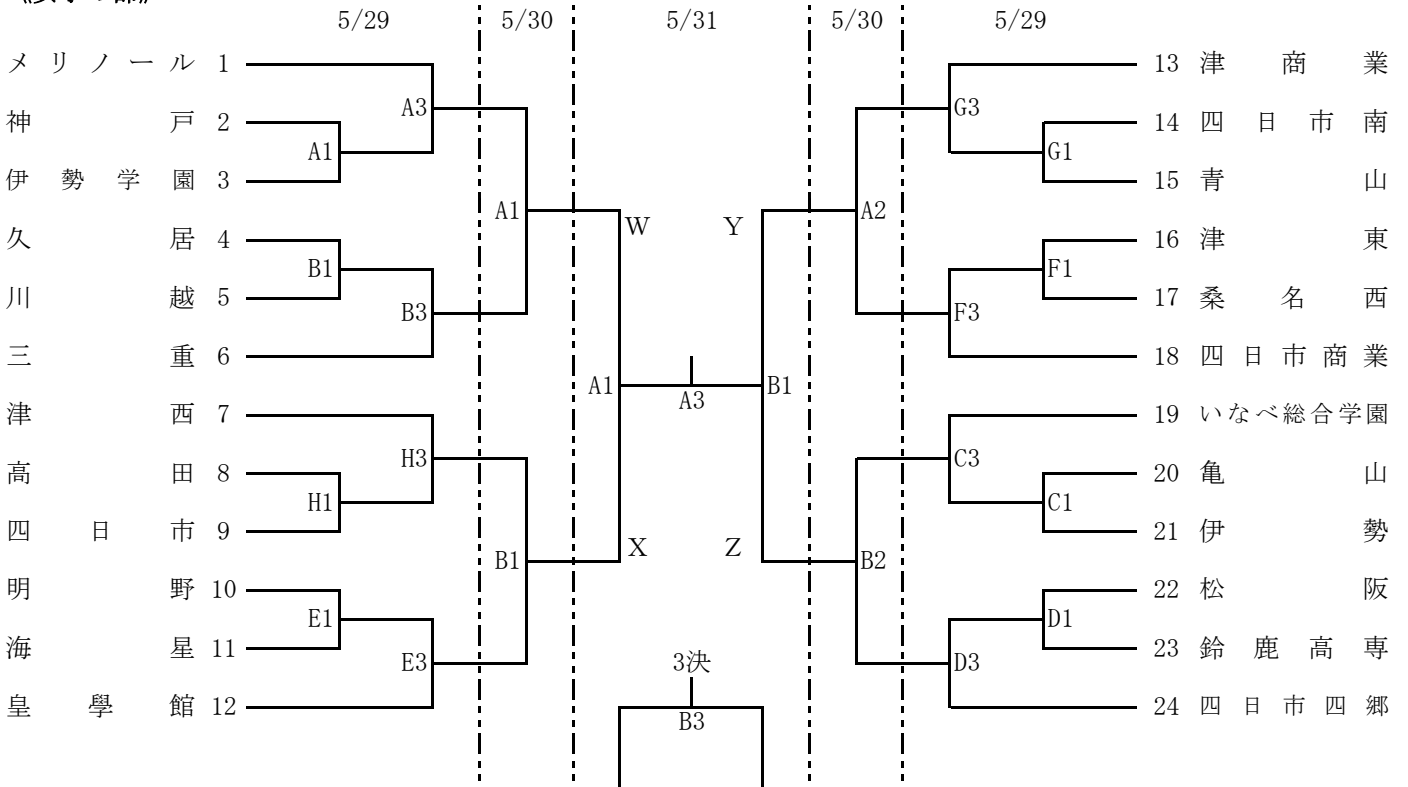 5/29 5/30 5/31 5/30 5/29
メリノール 1 13 津商業
A3 G3
神戸 2 14 四日市南
A1 G1
伊勢学園 3 15 青山
A1 W Y A2
久居 4 16 津東
B1 F1
川越 5 17 桑名西
B3 F3
三重 6 18 四日市商業
A1 A3 B1
津西 7 19 いなべ総合学園
H3 C3
高田 8 20 亀山
H1 C1
四日市 9 21 伊勢
B1 X Z B2
明野 10 22 松阪
E1 D1
海星 11 23 鈴鹿高専
E3 3決 D3
皇學館 12 24 四日市四郷
B3